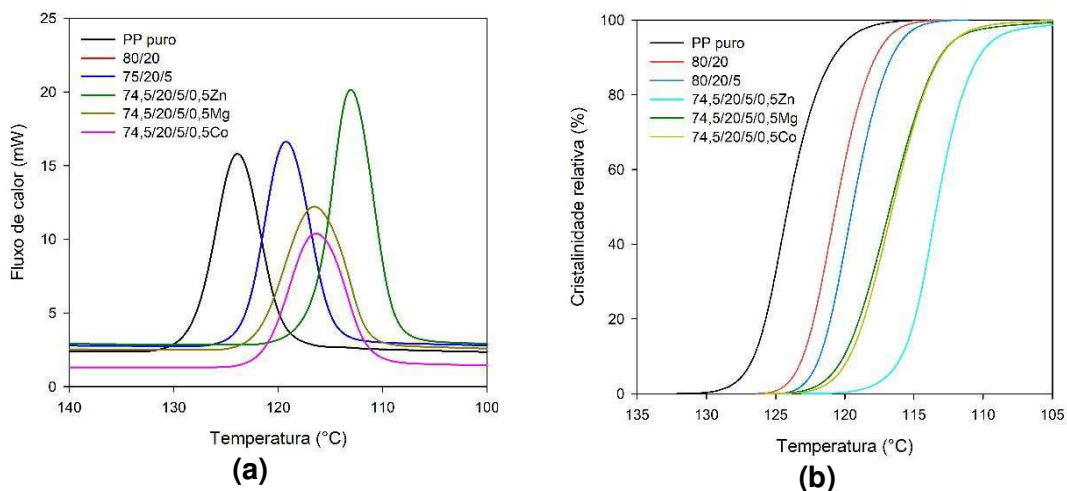 25
20
15
10
5
0
Fluxo de calor (mW)
PP puro
80/20
75/20/5
74,5/20/5/0,5Zn
74,5/20/5/0,5Mg
74,5/20/5/0,5Co
140 130 120 110 100
Temperatura (°C)
(a)
100
80
60
40
20
0
Cristalinidade relativa (%)
PP puro
80/20
80/20/5
74,5/20/5/0,5Zn
74,5/20/5/0,5Mg
74,5/20/5/0,5Co
135 130 125 120 115 110 105
Temperatura (°C)
(b)